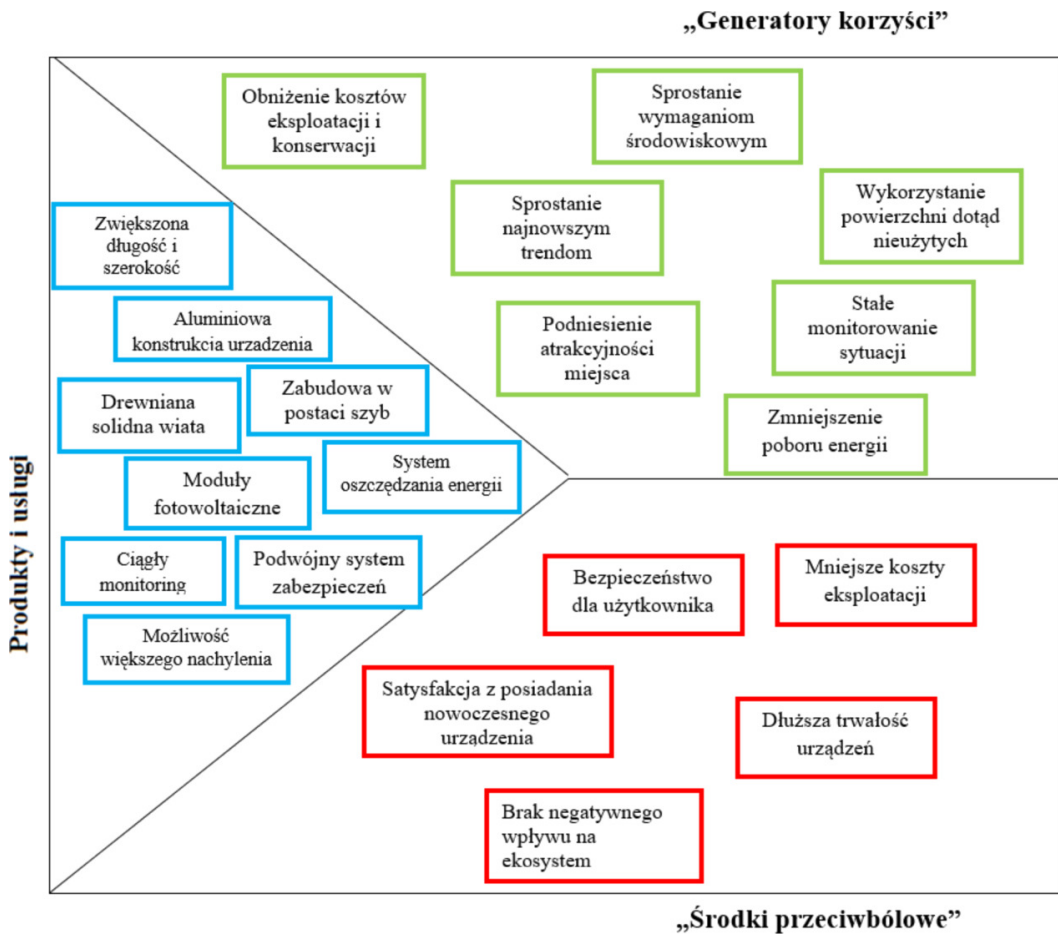 „Generatory korzyści”
Obniżenie kosztów
eksploatacji i
konserwacji
Sprostanie
wymaganiom
środowiskowym
Sprostanie
najnowszym
trendom
Wykorzystanie
powierzchni dotąd
nieużytych
Podniesienie
atrakcyjności
miejsca
Stałe
monitorowanie
sytuacji
Zmniejszenie
poboru energii
Produkty i usługi
Zwiększona
długość i
szerokość
Aluminiowa
konstrukcia urzadzenia
Zabudowa w
postaci szyb
Drewniana
solidna wiata
System
oszczędzania energii
Moduły
fotowoltaiczne
Ciągły
monitoring
Podwójny system
zabezpieczeń
Możliwość
większego nachylenia
Bezpieczeństwo
dla użytkownika
Mniejsze koszty
eksploatacji
Satysfakcja z posiadania
nowoczesnego
urządzenia
Dłuższa trwałość
urządzeń
Brak negatywnego
wpływu na
ekosystem
„Środki przeciwbólowe”